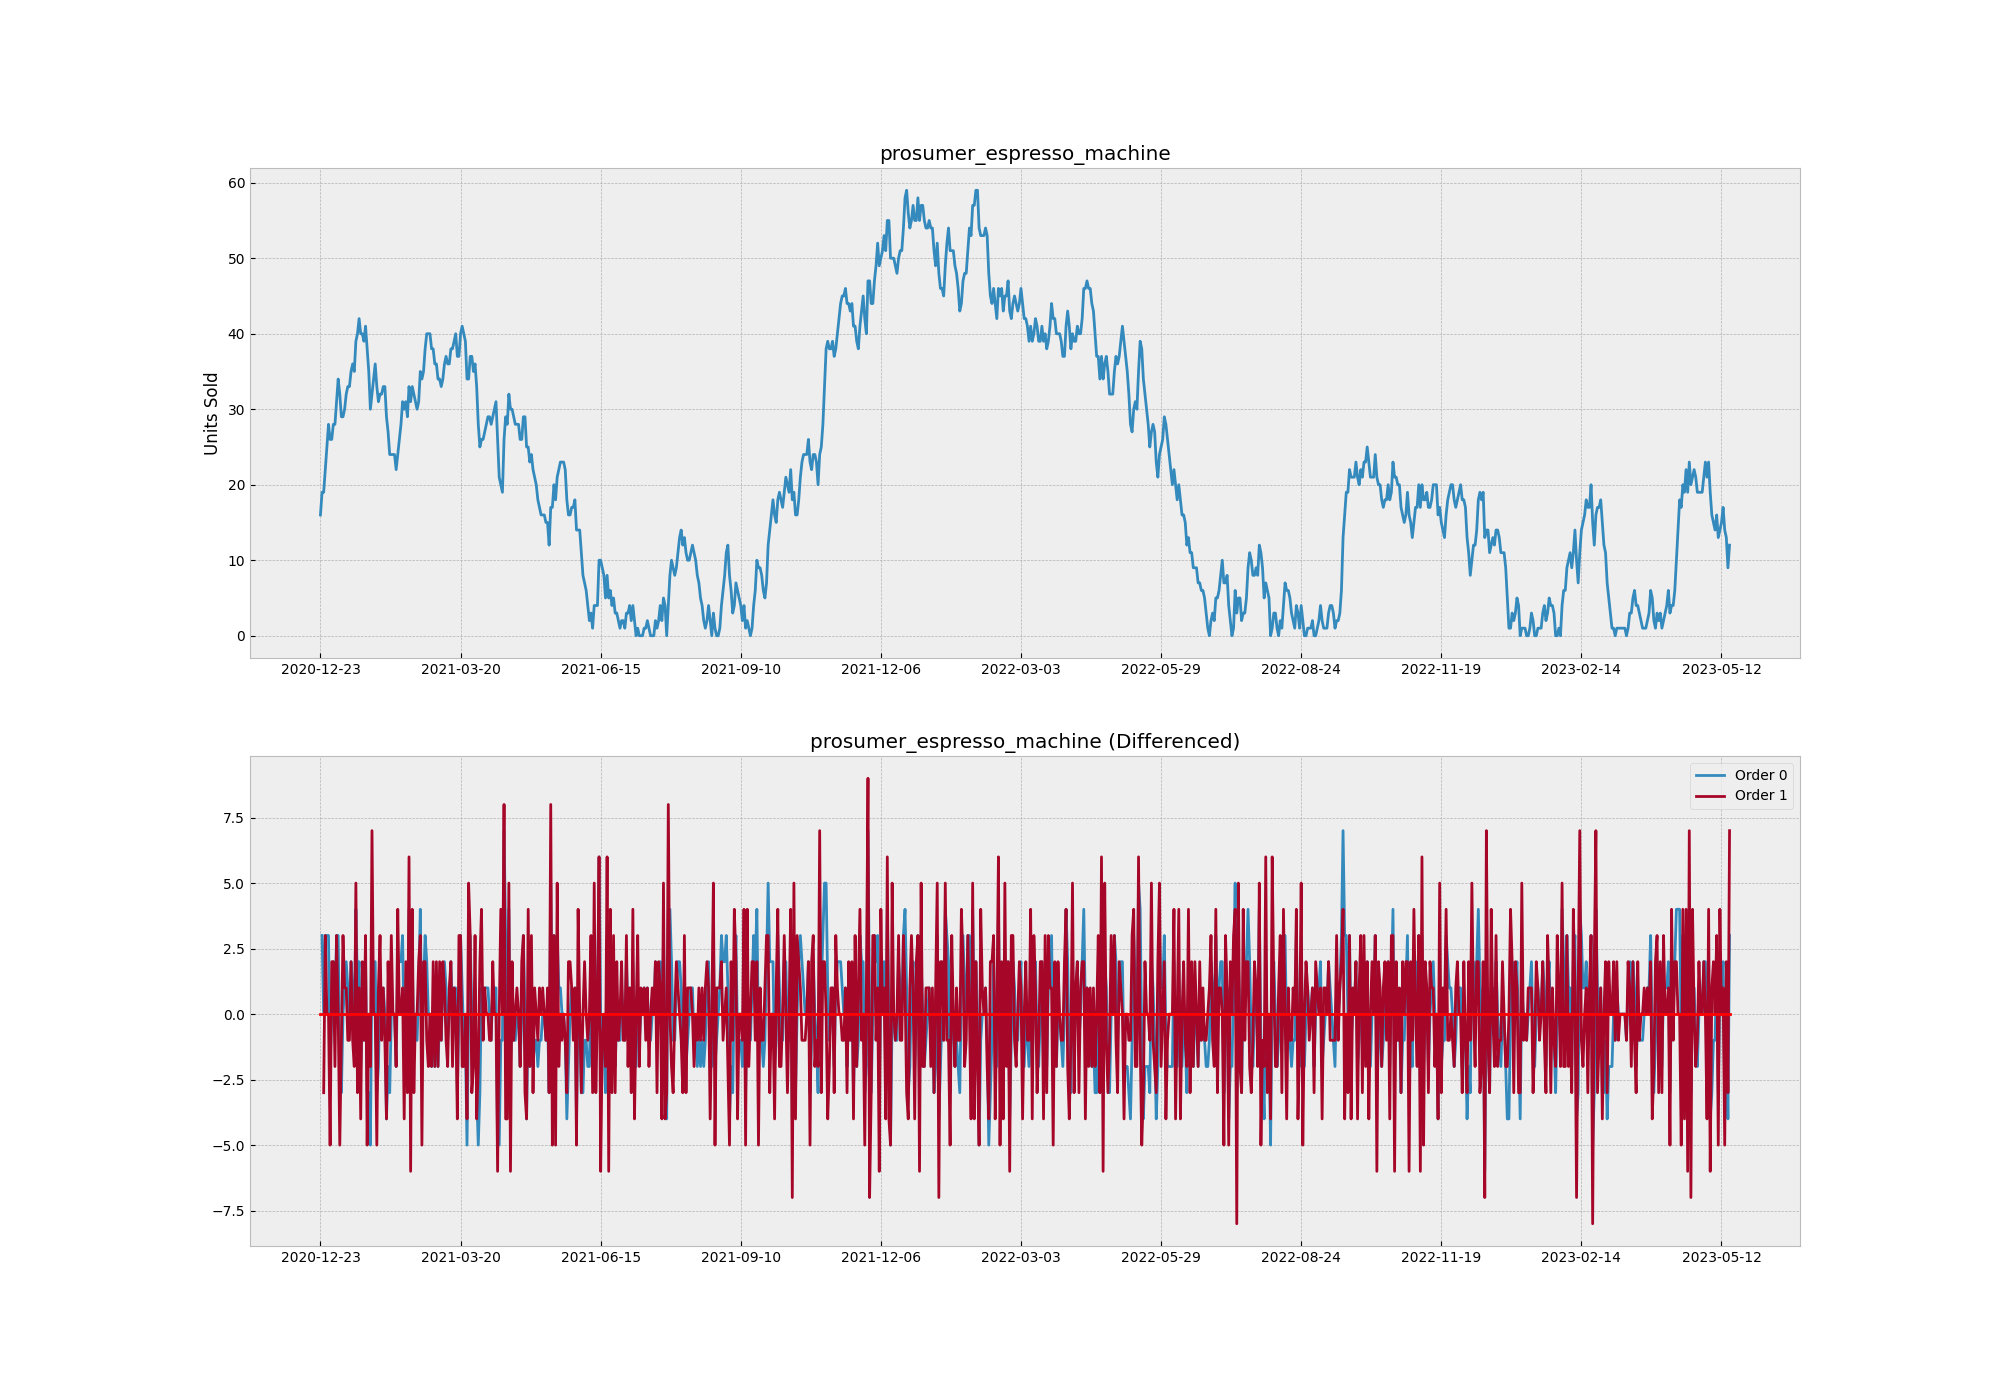 prosumer_espresso_machine
Units Sold
60
50
40
30
20
10
0
2020-12-23 2021-03-20 2021-06-15 2021-09-10 2021-12-06 2022-03-03 2022-05-29 2022-08-24 2022-11-19 2023-02-14 2023-05-12
prosumer_espresso_machine (Differenced)
Order 0
Order 1
7.5
5.0
2.5
0.0
−2.5
−5.0
−7.5
2020-12-23 2021-03-20 2021-06-15 2021-09-10 2021-12-06 2022-03-03 2022-05-29 2022-08-24 2022-11-19 2023-02-14 2023-05-12